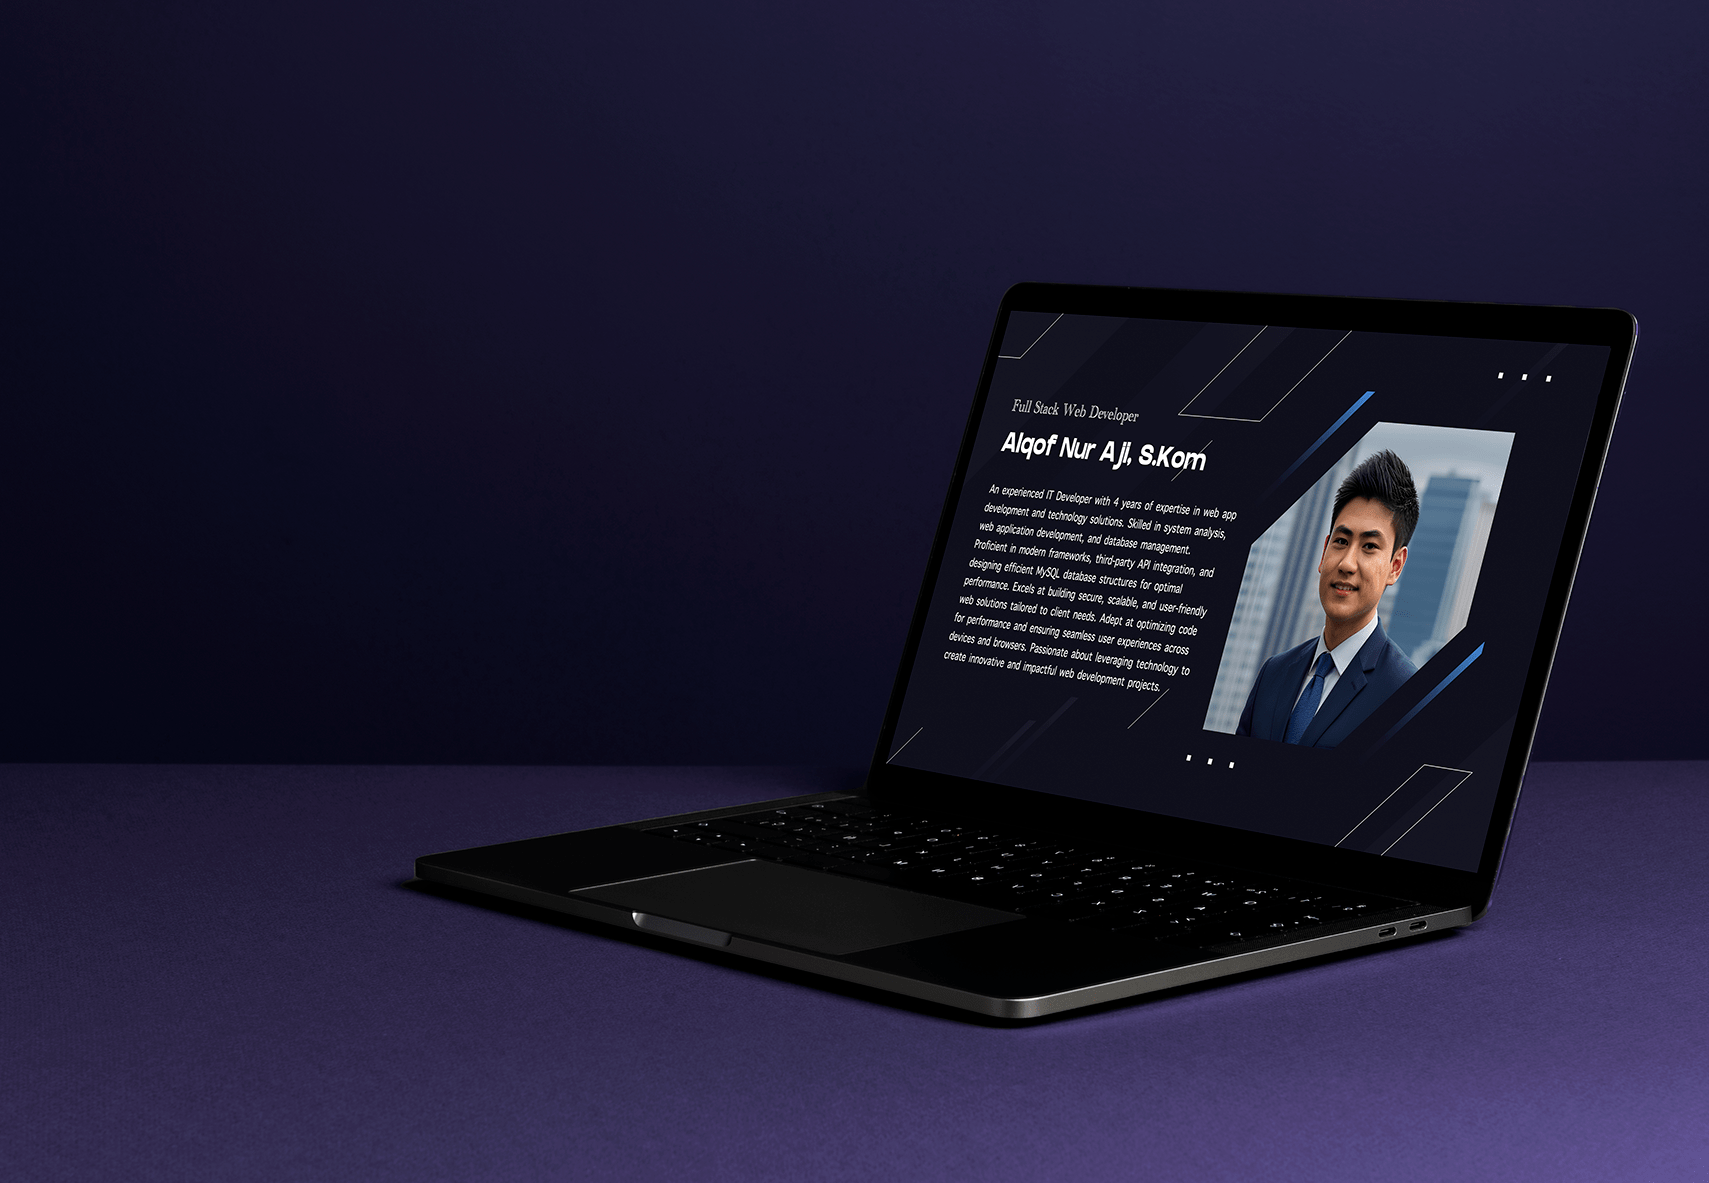 Full Stack Web Developer
Alqof Nur Aji, S.Kom
An experienced IT Developer with 4 years of expertise in web app
development and technology solutions. Skilled in system analysis,
web application development, and database management.
Proficient in modern frameworks, third-party API integration, and
designing efficient MySQL database structures for optimal
performance. Excels at building secure, scalable, and user-friendly
web solutions tailored to client needs. Adept at optimizing code
for performance and ensuring seamless user experiences across
devices and browsers. Passionate about leveraging technology to
create innovative and impactful web development projects.